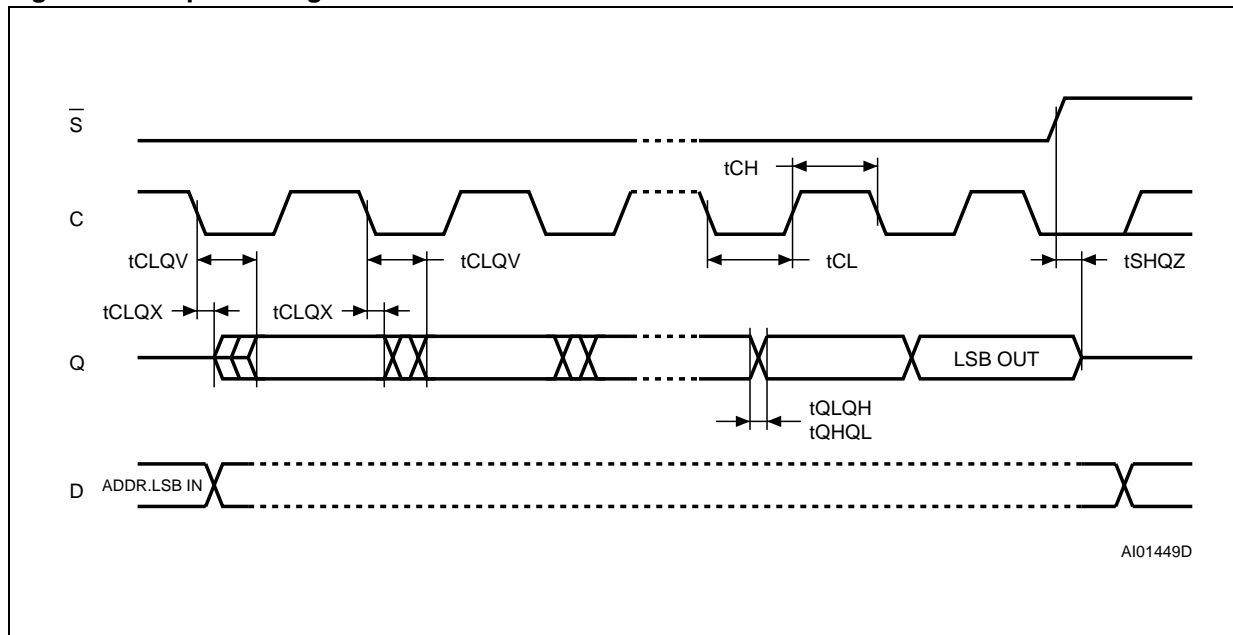 S
tCH
C
tCLQV
tCLQV
tCL
tSHQZ
tCLQX
tCLQX
Q
LSB OUT
tQLQH
tQHQL
D
ADDR.LSB IN
AI01449D